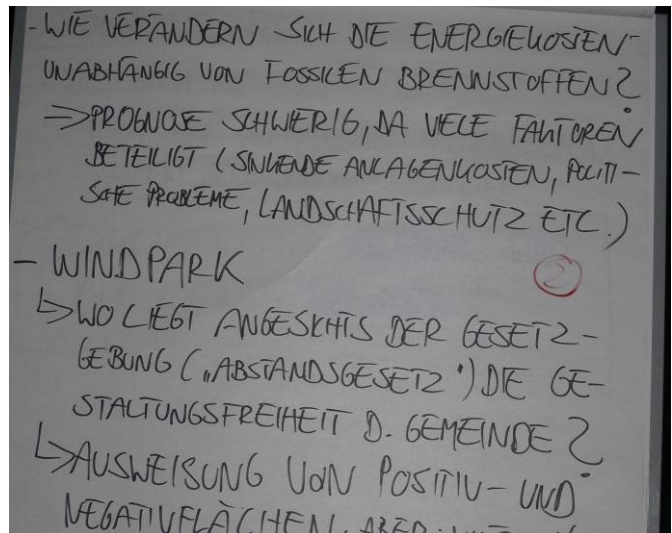 - WIE VERÄNDERN SICH DIE ENERGIEKOSTEN
UNABHÄNGIG VON FOSSILEN BRENNSTOFFEN?
⇒ PROGNOSE SCHWIERIG, DA VIELE FAKTOREN
BETEILIGT (SINKENDE ANLAGENKOSTEN, POLITI-
SCHE PROBLEME, LANDSCHAFTSSCHUTZ ETC.)
- WINDPARK
②
↳ WO LIEGT ANGESICHTS DER GESETZ-
GEBUNG („ABSTANDSGESETZ") DIE GE-
STALTUNGSFREIHEIT D. GEMEINDE?
↳ AUSWEISUNG VON POSITIV- UND
NEGATIVFLÄCHEN, ABER: